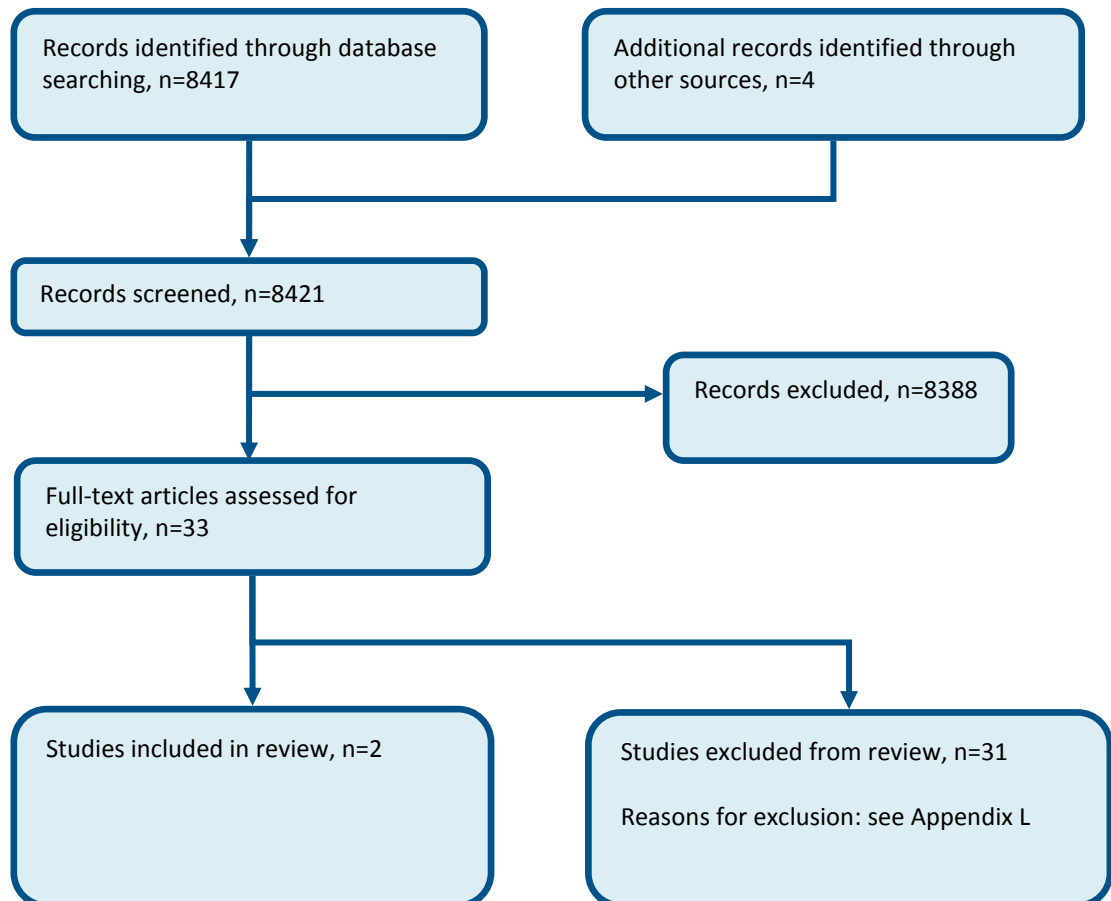 Records identified through database
searching, n=8417
Additional records identified through
other sources, n=4
Records screened, n=8421
Records excluded, n=8388
Full-text articles assessed for
eligibility, n=33
Studies included in review, n=2
Studies excluded from review, n=31
Reasons for exclusion: see Appendix L